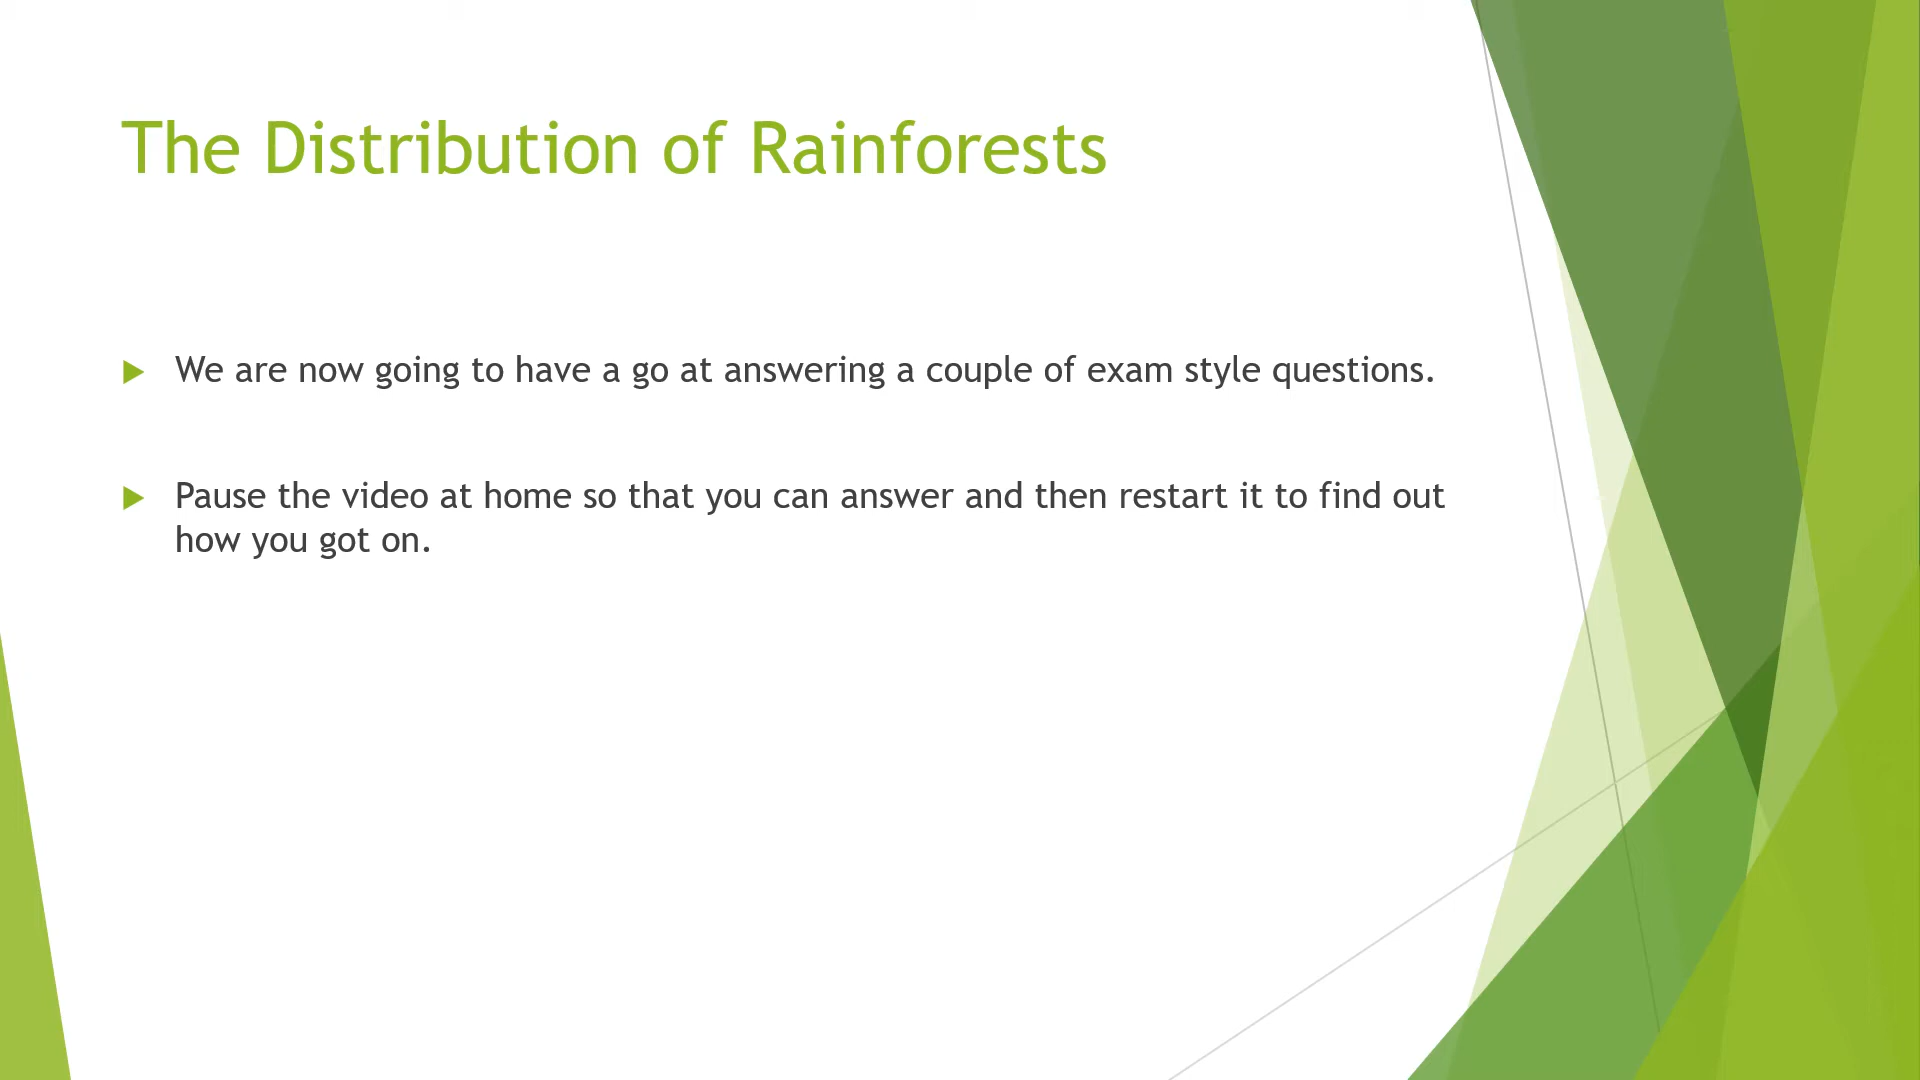 The Distribution of Rainforests
We are now going to have a go at answering a couple of exam style questions.
Pause the video at home so that you can answer and then restart it to find out
how you got on.